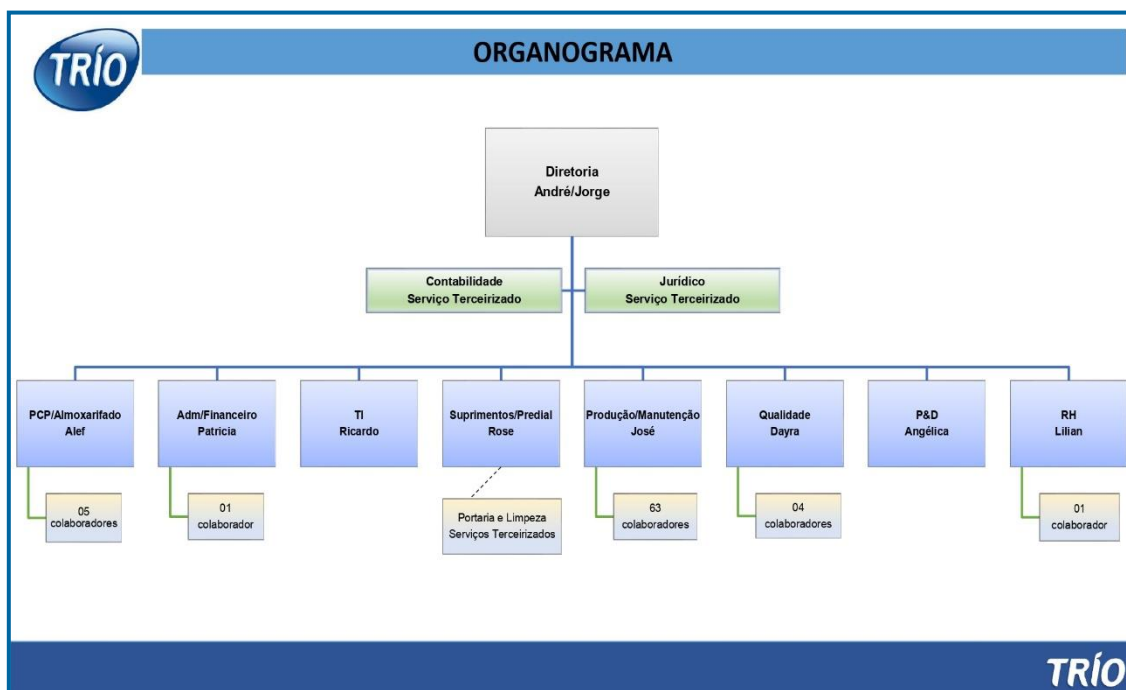 TRÍO
ORGANOGRAMA
Diretoria
André/Jorge
Contabilidade
Serviço Terceirizado
Jurídico
Serviço Terceirizado
PCP/Almoxarifado
Alef
Adm/Financeiro
Patricia
TI
Ricardo
Suprimentos/Predial
Rose
Produção/Manutenção
José
Qualidade
Dayra
P&D
Angélica
RH
Lilian
05
colaboradores
01
colaborador
Portaria e Limpeza
Serviços Terceirizados
63
colaboradores
04
colaboradores
01
colaborador
TRÍO